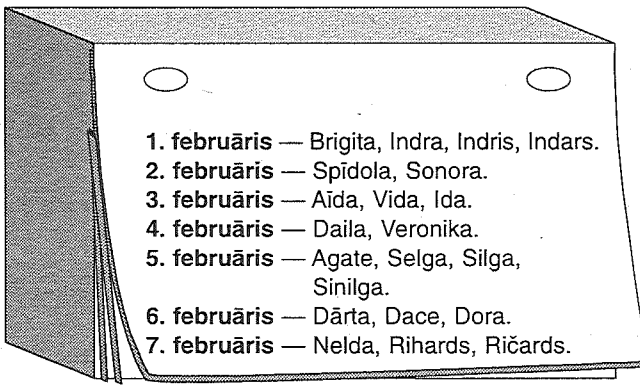 1. februāris — Brigita, Indra, Indris, Indars.
2. februāris — Spīdola, Sonora.
3. februāris — Aīda, Vida, Ida.
4. februāris — Daila, Veronika.
5. februāris — Agate, Selga, Silga,
Sinilga.
6. februāris — Dārta, Dace, Dora.
7. februāris — Nelda, Rihards, Ričards.